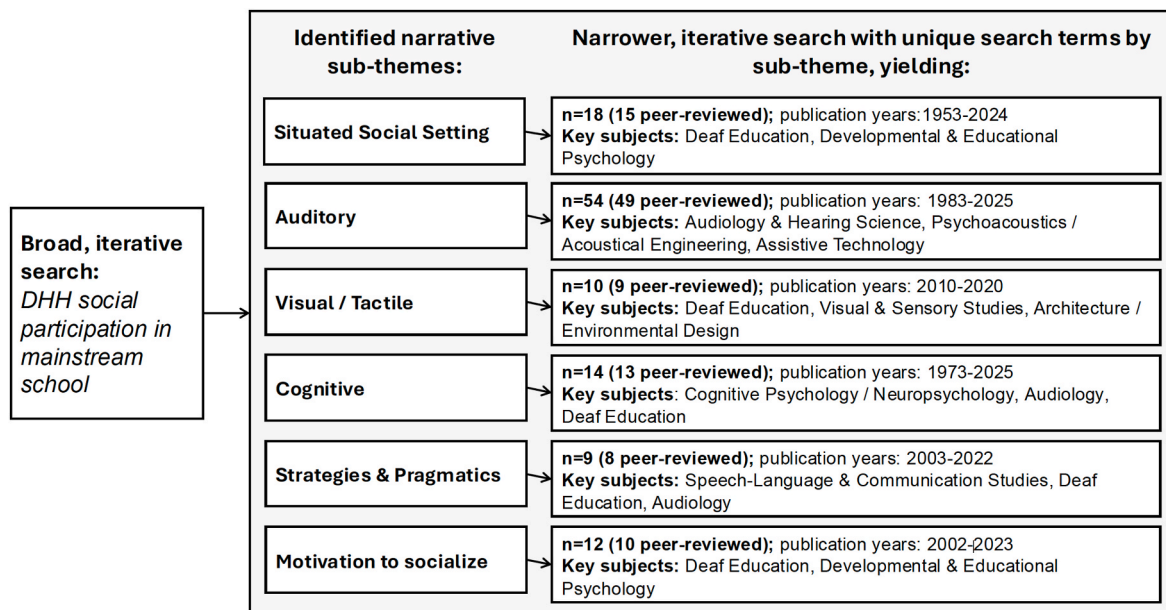 Identified narrative
sub-themes:
Narrower, iterative search with unique search terms by
sub-theme, yielding:
Broad, iterative
search:
DHH social
participation in
mainstream
school
Situated Social Setting
n=18 (15 peer-reviewed); publication years:1953-2024
Key subjects: Deaf Education, Developmental & Educational
Psychology
Auditory
n=54 (49 peer-reviewed); publication years: 1983-2025
Key subjects: Audiology & Hearing Science, Psychoacoustics /
Acoustical Engineering, Assistive Technology
Visual / Tactile
n=10 (9 peer-reviewed); publication years: 2010-2020
Key subjects: Deaf Education, Visual & Sensory Studies, Architecture /
Environmental Design
Cognitive
n=14 (13 peer-reviewed); publication years: 1973-2025
Key subjects: Cognitive Psychology / Neuropsychology, Audiology,
Deaf Education
Strategies & Pragmatics
n=9 (8 peer-reviewed); publication years: 2003-2022
Key subjects: Speech-Language & Communication Studies, Deaf
Education, Audiology
Motivation to socialize
n=12 (10 peer-reviewed); publication years: 2002-2023
Key subjects: Deaf Education, Developmental & Educational
Psychology